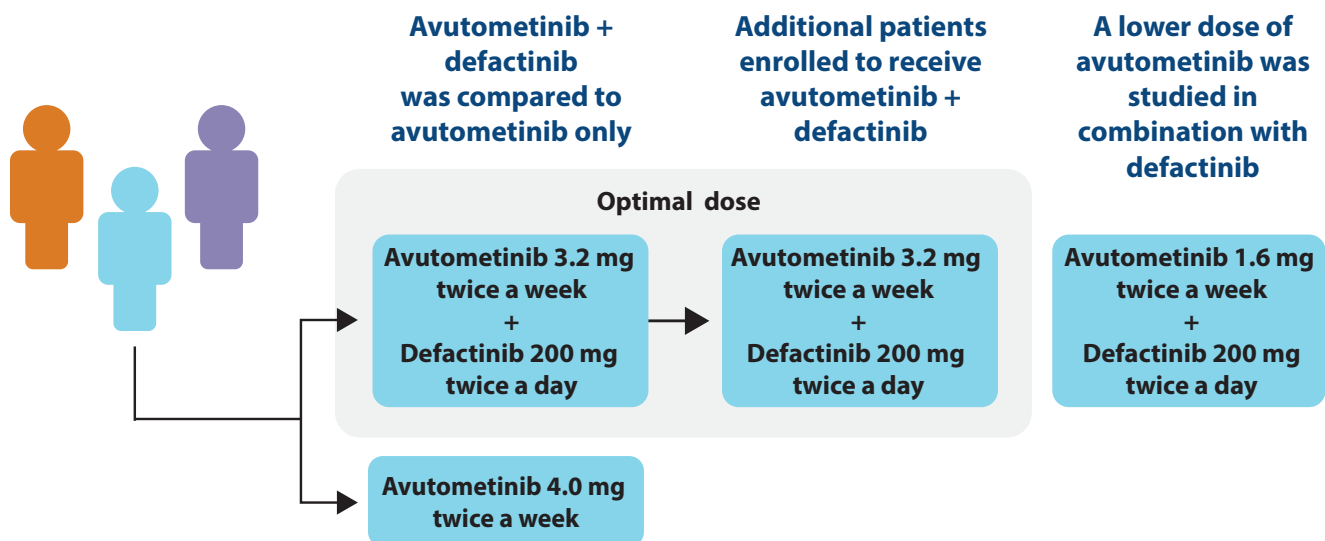 Avutometinib +
defactinib
was compared to
avutometinib only
Additional patients
enrolled to receive
avutometinib +
defactinib
A lower dose of
avutometinib was
studied in
combination with
defactinib
Optimal dose
Avutometinib 3.2 mg
twice a week
+
Defactinib 200 mg
twice a day
Avutometinib 3.2 mg
twice a week
+
Defactinib 200 mg
twice a day
Avutometinib 1.6 mg
twice a week
+
Defactinib 200 mg
twice a day
Avutometinib 4.0 mg
twice a week